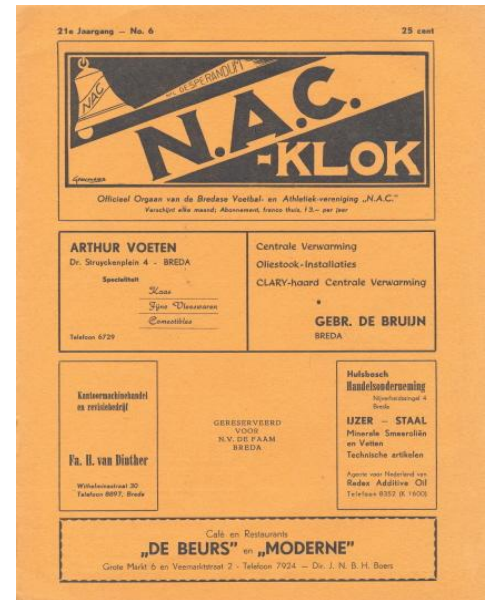 21e Jaargang — No. 6
25 cent
NAC
GESPERANDUM
N.A.C.
-KLOK
Officieel Orgaan van de Bredase Voetbal- en Athletiek-vereniging „N.A.C."
Verschijnt elke maand; Abonnement, franco thuis, f 3.— per jaar
ARTHUR VOETEN
Dr. Struyckenplein 4 - BREDA
Specialiteit
Kaas
Fijne Vleeswaren
Comestibles
Telefoon 6729
Centrale Verwarming
Oliestook-Installaties
CLARY-haard Centrale Verwarming
GEBR. DE BRUIJN
BREDA
Kantoormachinehandel
en revisiebedrijf
Fa. H. van Dinther
Wilhelminastraat 30
Telefoon 8897, Breda
GERESERVEERD
VOOR
N.V. DE FAAM
BREDA
Hulsbosch
Handelsonderneming
Nijverheidssingel 4
Breda
IJZER — STAAL
Minerale Smeeroliën
en Vetten
Technische artikelen
Agente voor Nederland van
Redex Additive Oil
Telefoon 8352 (K 1600)
Café en Restaurants
„DE BEURS" en „MODERNE"
Grote Markt 6 en Veemarktstraat 2 - Telefoon 7924 — Dir. J. N. B. H. Boers